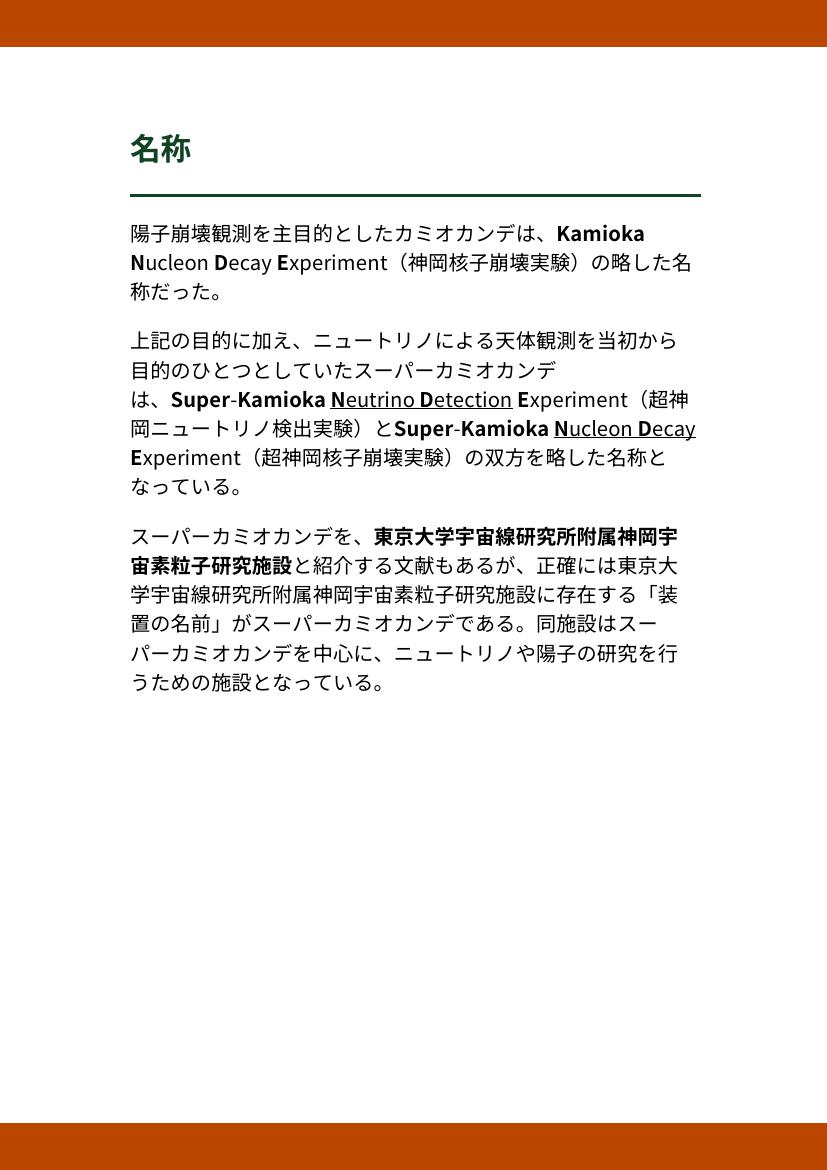 名称
陽子崩壊観測を主目的としたカミオカンデは、Kamioka
Nucleon Decay Experiment（神岡核子崩壊実験）の略した名
称だった。
上記の目的に加え、ニュートリノによる天体観測を当初から
目的のひとつとしていたスーパーカミオカンデ
は、Super-Kamioka Neutrino Detection Experiment（超神
岡ニュートリノ検出実験）とSuper-Kamioka Nucleon Decay
Experiment（超神岡核子崩壊実験）の双方を略した名称と
なっている。
スーパーカミオカンデを、東京大学宇宙線研究所附属神岡宇
宙素粒子研究施設と紹介する文献もあるが、正確には東京大
学宇宙線研究所附属神岡宇宙素粒子研究施設に存在する「装
置の名前」がスーパーカミオカンデである。同施設はスー
パーカミオカンデを中心に、ニュートリノや陽子の研究を行
うための施設となっている。